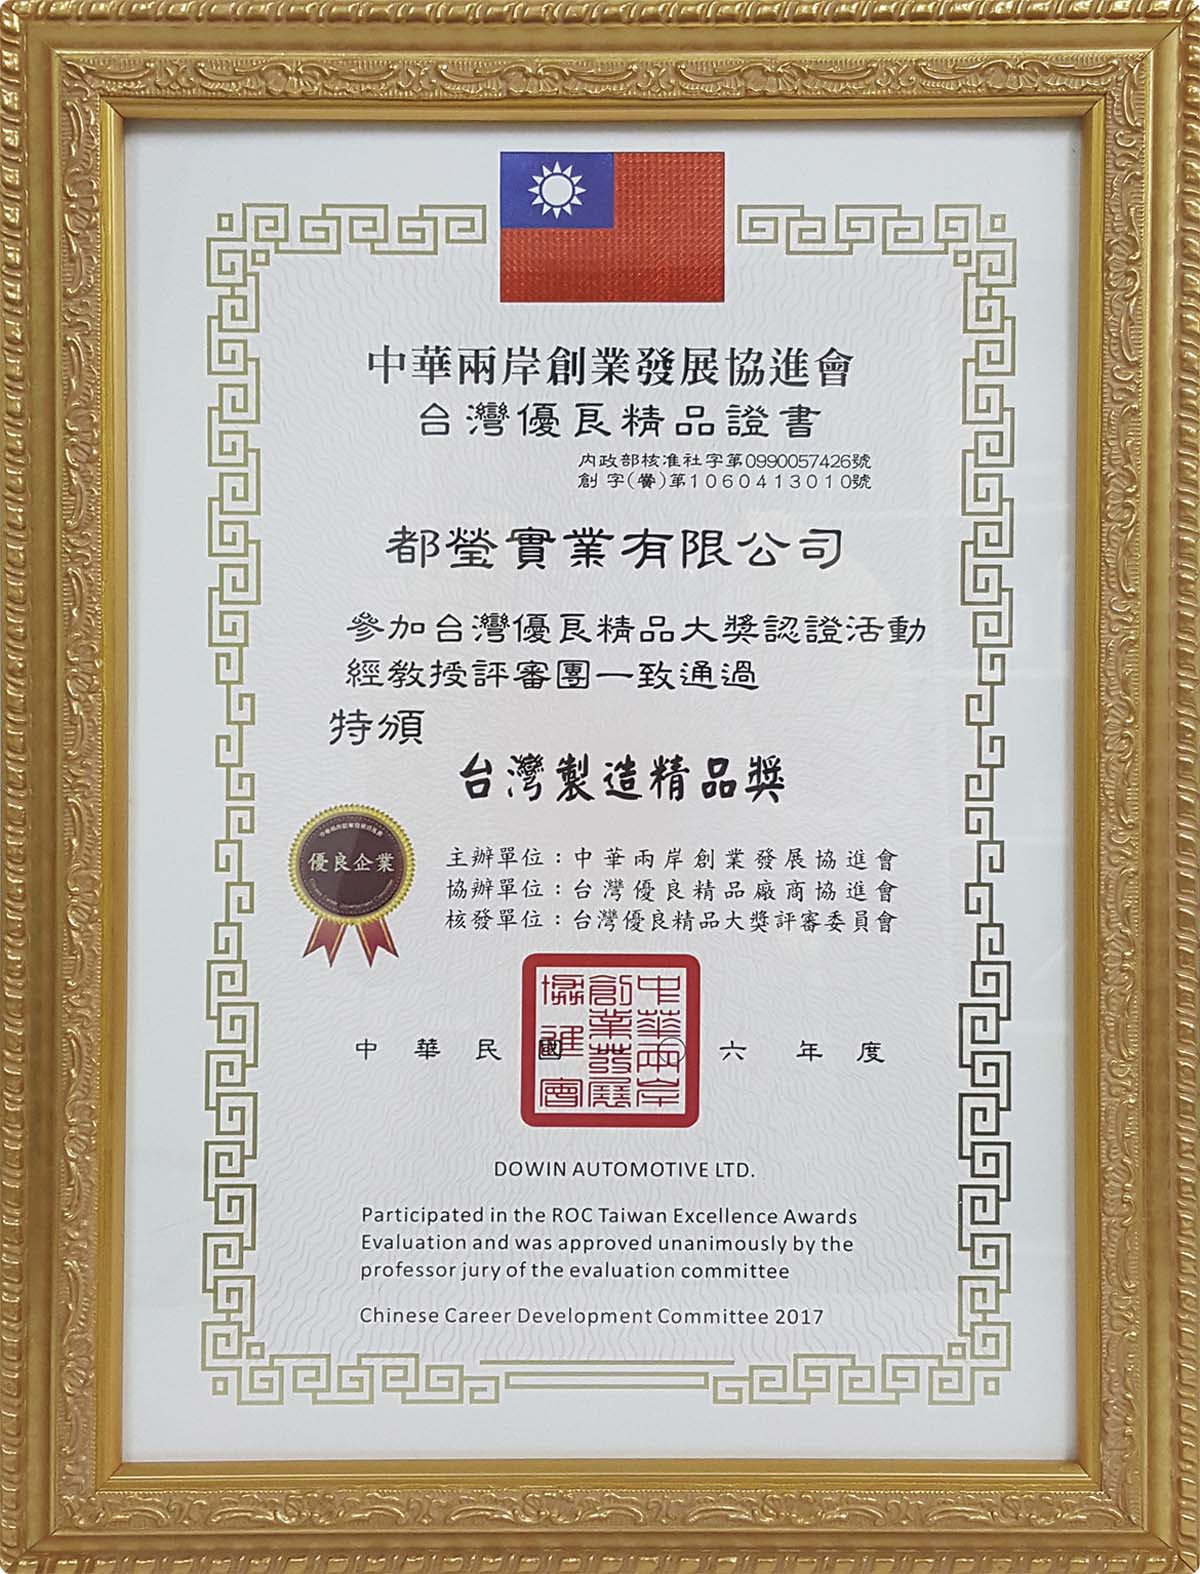 中華兩岸創業發展協進會
台灣優良精品證書
內政部核准社字第0990057426號
創字(譽)第1060413010號
都瑩實業有限公司
參加台灣優良精品大獎認證活動
經教授評審團一致通過
特頒
台灣製造精品獎
優良企業
主辦單位：中華兩岸創業發展協進會
協辦單位：台灣優良精品廠商協進會
核發單位：台灣優良精品大獎評審委員會
中華兩岸創業發展協進會
中華民國 〇六年度
DOWIN AUTOMOTIVE LTD.
Participated in the ROC Taiwan Excellence Awards
Evaluation and was approved unanimously by the
professor jury of the evaluation committee
Chinese Career Development Committee 2017